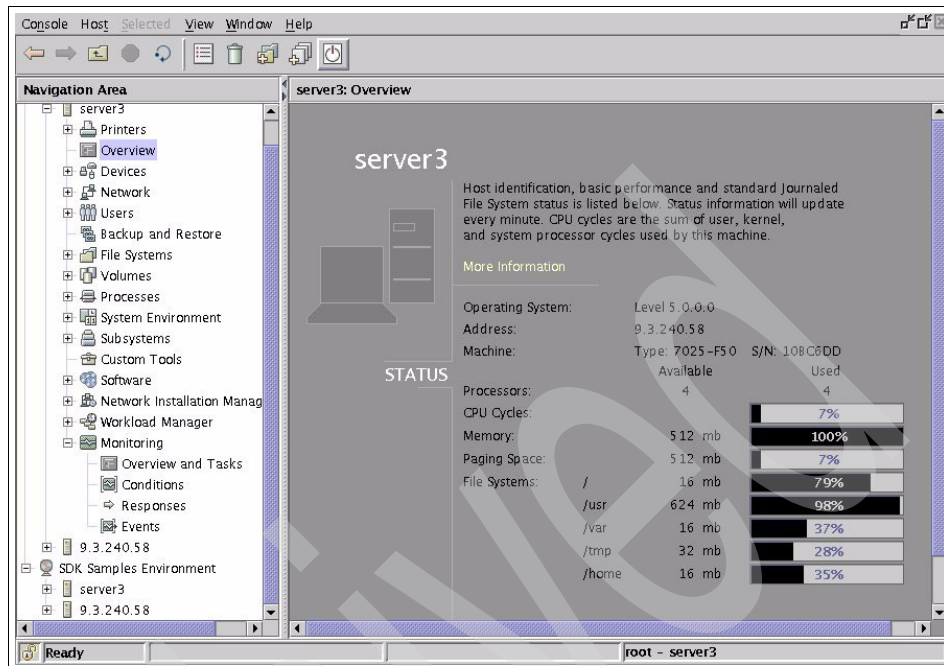 Console Host Selected View Window Help
Navigation Area
server3
Printers
Overview
Devices
Network
Users
Backup and Restore
File Systems
Volumes
Processes
System Environment
Subsystems
Custom Tools
Software
Network Installation Manag
Workload Manager
Monitoring
Overview and Tasks
Conditions
Responses
Events
9.3.240.58
SDK Samples Environment
server3
9.3.240.58
server3: Overview
server3
Host identification, basic performance and standard Journaled
File System status is listed below. Status information will update
every minute. CPU cycles are the sum of user, kernel,
and system processor cycles used by this machine.
More Information
Operating System: Level 5.0.0.0
Address: 9.3.240.58
Machine: Type: 7025-F50 S/N: 10BC6DD
STATUS
Available Used
Processors: 4 4
CPU Cycles: 7%
Memory: 512 mb 100%
Paging Space: 512 mb 7%
File Systems: / 16 mb 79%
/usr 624 mb 98%
/var 16 mb 37%
/tmp 32 mb 28%
/home 16 mb 35%
Ready
root - server3